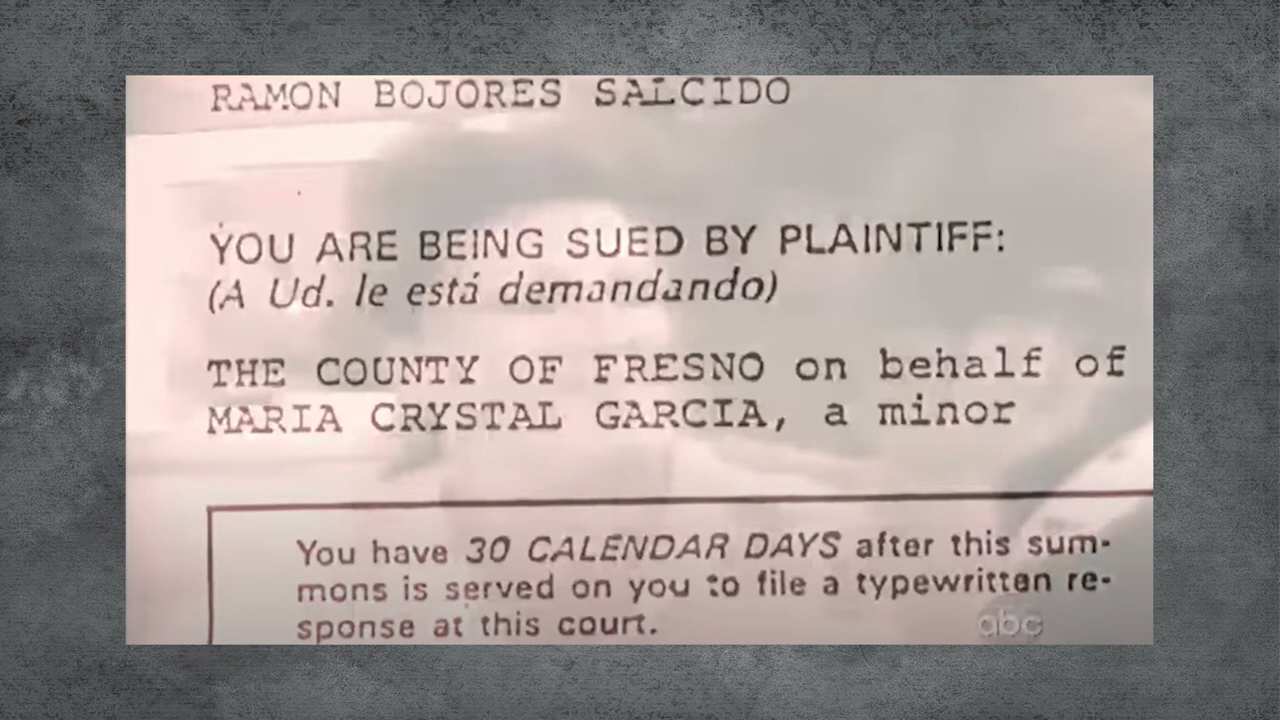 RAMON BOJORES SALCIDO
YOU ARE BEING SUED BY PLAINTIFF:
(A Ud. le está demandando)
THE COUNTY OF FRESNO on behalf of
MARIA CRYSTAL GARCIA, a minor
You have 30 CALENDAR DAYS after this sum-
mons is served on you to file a typewritten re-
sponse at this court.
abc